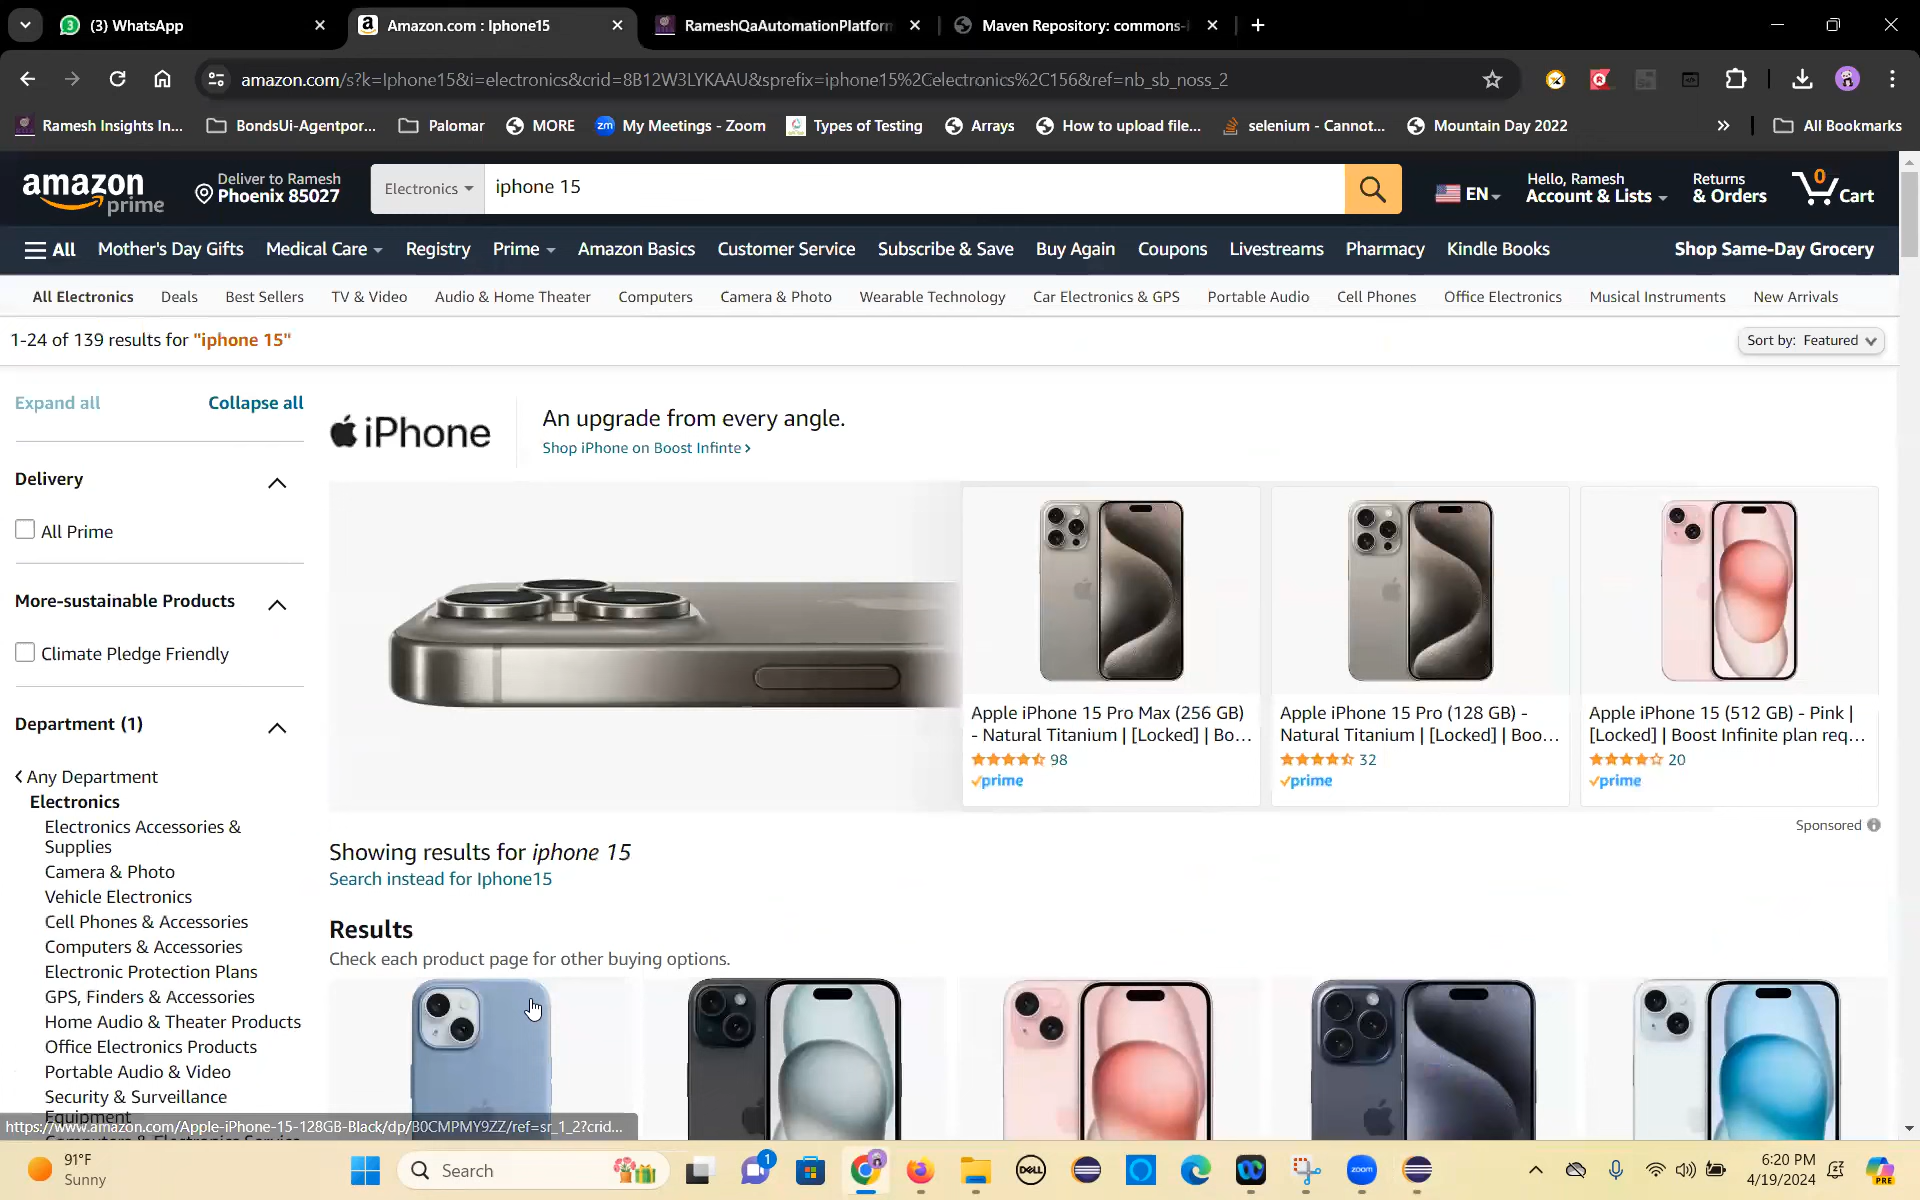 (3) WhatsApp
Amazon.com : Iphone15
RameshQaAutomationPlatform
Maven Repository: commons-
amazon.com/s?k=Iphone15&i=electronics&crid=8B12W3LYKAAU&sprefix=iphone15%2Celectronics%2C156&ref=nb_sb_noss_2
Ramesh Insights In... BondsUi-Agentpor... Palomar MORE zm My Meetings - Zoom Types of Testing Arrays How to upload file... selenium - Cannot... Mountain Day 2022 » All Bookmarks
amazon prime
Deliver to Ramesh
Phoenix 85027
Electronics
iphone 15
EN
Hello, Ramesh
Account & Lists
Returns
& Orders
0
Cart
All Mother's Day Gifts Medical Care Registry Prime Amazon Basics Customer Service Subscribe & Save Buy Again Coupons Livestreams Pharmacy Kindle Books Shop Same-Day Grocery
All Electronics Deals Best Sellers TV & Video Audio & Home Theater Computers Camera & Photo Wearable Technology Car Electronics & GPS Portable Audio Cell Phones Office Electronics Musical Instruments New Arrivals
1-24 of 139 results for "iphone 15"
Sort by: Featured
Expand all
Collapse all
Delivery
All Prime
More-sustainable Products
Climate Pledge Friendly
Department (1)
Any Department
Electronics
Electronics Accessories &
Supplies
Camera & Photo
Vehicle Electronics
Cell Phones & Accessories
Computers & Accessories
Electronic Protection Plans
GPS, Finders & Accessories
Home Audio & Theater Products
Office Electronics Products
Portable Audio & Video
Security & Surveillance
Equipment
iPhone
An upgrade from every angle.
Shop iPhone on Boost Infinte ›
Apple iPhone 15 Pro Max (256 GB)
- Natural Titanium | [Locked] | Bo...
98
prime
Apple iPhone 15 Pro (128 GB) -
Natural Titanium | [Locked] | Boo...
32
prime
Apple iPhone 15 (512 GB) - Pink |
[Locked] | Boost Infinite plan req...
20
prime
Sponsored
Showing results for iphone 15
Search instead for Iphone15
Results
Check each product page for other buying options.
https://www.amazon.com/Apple-iPhone-15-128GB-Black/dp/B0CMPMY9ZZ/ref=sr_1_2?crid...
91°F
Sunny
Search
1
DELL
zoom
6:20 PM
4/19/2024
PRE